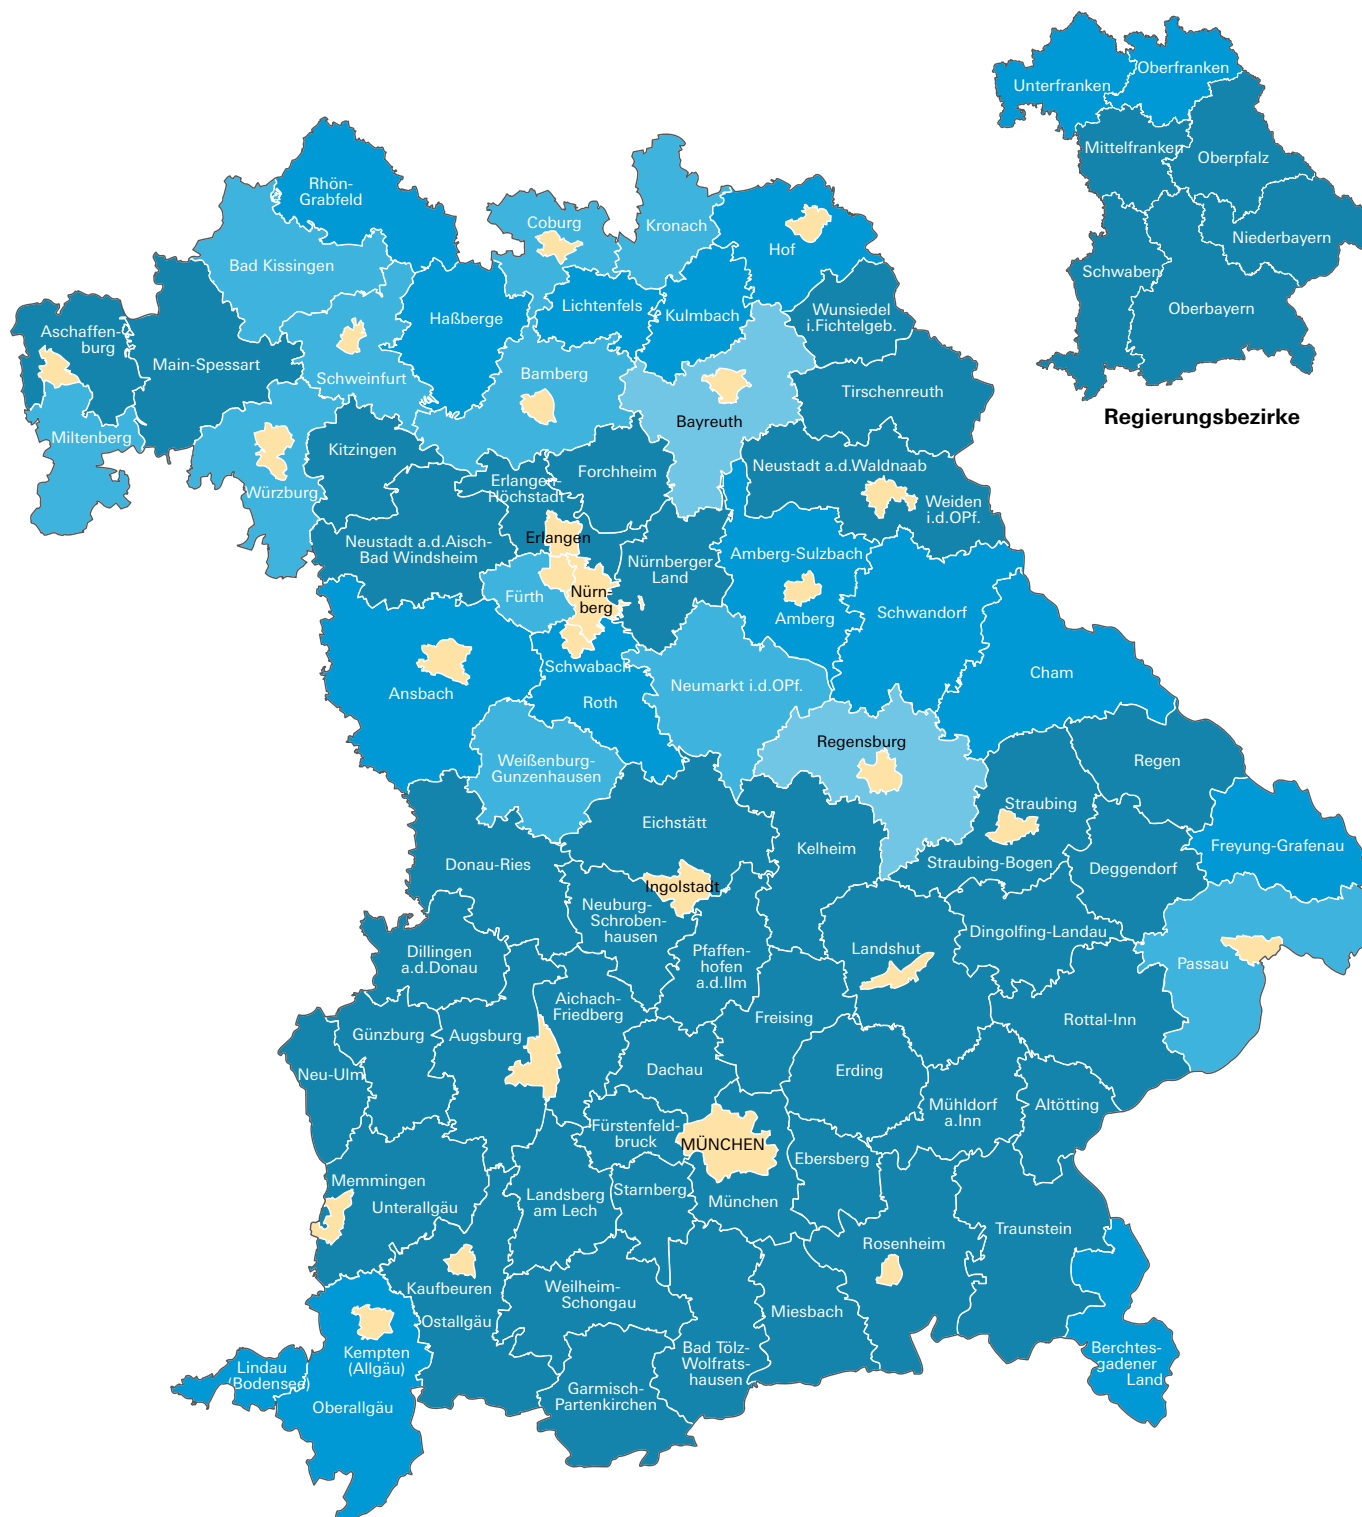 Oberfranken
Unterfranken
Mittelfranken
Oberpfalz
Niederbayern
Schwaben
Oberbayern
Regierungsbezirke
Rhön-
Grabfeld
Coburg
Kronach
Hof
Bad Kissingen
Lichtenfels
Kulmbach
Wunsiedel
i.Fichtelgeb.
Haßberge
Aschaffen-
burg
Main-Spessart
Schweinfurt
Bamberg
Tirschenreuth
Bayreuth
Miltenberg
Kitzingen
Forchheim
Neustadt a.d.Waldnaab
Erlangen-
Höchstadt
Würzburg
Weiden
i.d.OPf.
Erlangen
Neustadt a.d.Aisch-
Bad Windsheim
Nürnberger
Land
Amberg-Sulzbach
Fürth
Nürn-
berg
Amberg
Schwandorf
Schwabach
Ansbach
Roth
Neumarkt i.d.OPf.
Cham
Regensburg
Weißenburg-
Gunzenhausen
Regen
Eichstätt
Straubing
Kelheim
Freyung-Grafenau
Donau-Ries
Straubing-Bogen
Deggendorf
Ingolstadt
Neuburg-
Schroben-
hausen
Dingolfing-Landau
Dillingen
a.d.Donau
Pfaffen-
hofen
a.d.Ilm
Landshut
Passau
Aichach-
Friedberg
Freising
Rottal-Inn
Günzburg
Augsburg
Neu-Ulm
Dachau
Erding
Mühldorf
a.Inn
Altötting
Fürstenfeld-
bruck
MÜNCHEN
Ebersberg
Memmingen
Unterallgäu
Landsberg
am Lech
Starnberg
München
Traunstein
Rosenheim
Kaufbeuren
Weilheim-
Schongau
Ostallgäu
Miesbach
Kempten
(Allgäu)
Bad Tölz-
Wolfrats-
hausen
Berchtes-
gadener
Land
Lindau
(Bodensee)
Oberallgäu
Garmisch-
Partenkirchen